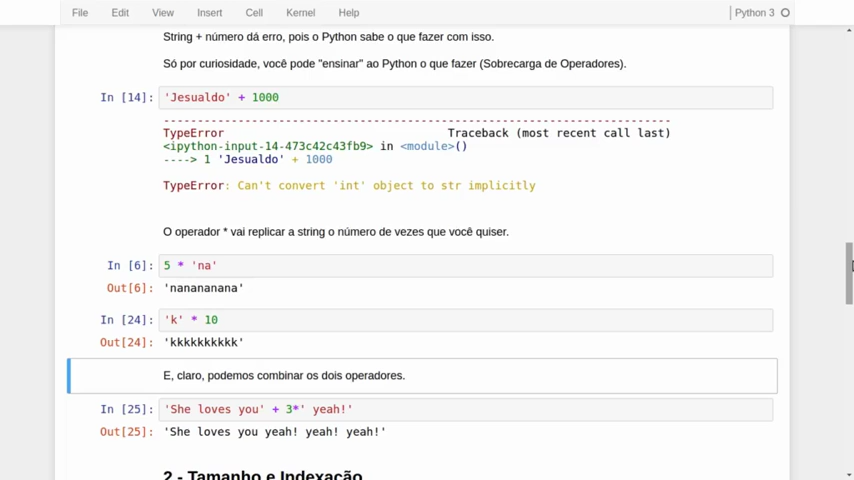 File Edit View Insert Cell Kernel Help Python 3
String + número dá erro, pois o Python sabe o que fazer com isso.
Só por curiosidade, você pode "ensinar" ao Python o que fazer (Sobrecarga de Operadores).
In [14]: 'Jesualdo' + 1000
---------------------------------------------------------------------------
TypeError Traceback (most recent call last)
<ipython-input-14-473c42c43fb9> in <module>()
----> 1 'Jesualdo' + 1000
TypeError: Can't convert 'int' object to str implicitly
O operador * vai replicar a string o número de vezes que você quiser.
In [6]: 5 * 'na'
Out[6]: 'nanananana'
In [24]: 'k' * 10
Out[24]: 'kkkkkkkkkk'
E, claro, podemos combinar os dois operadores.
In [25]: 'She loves you' + 3*' yeah!'
Out[25]: 'She loves you yeah! yeah! yeah!'
2 - Tamanho e Indexação